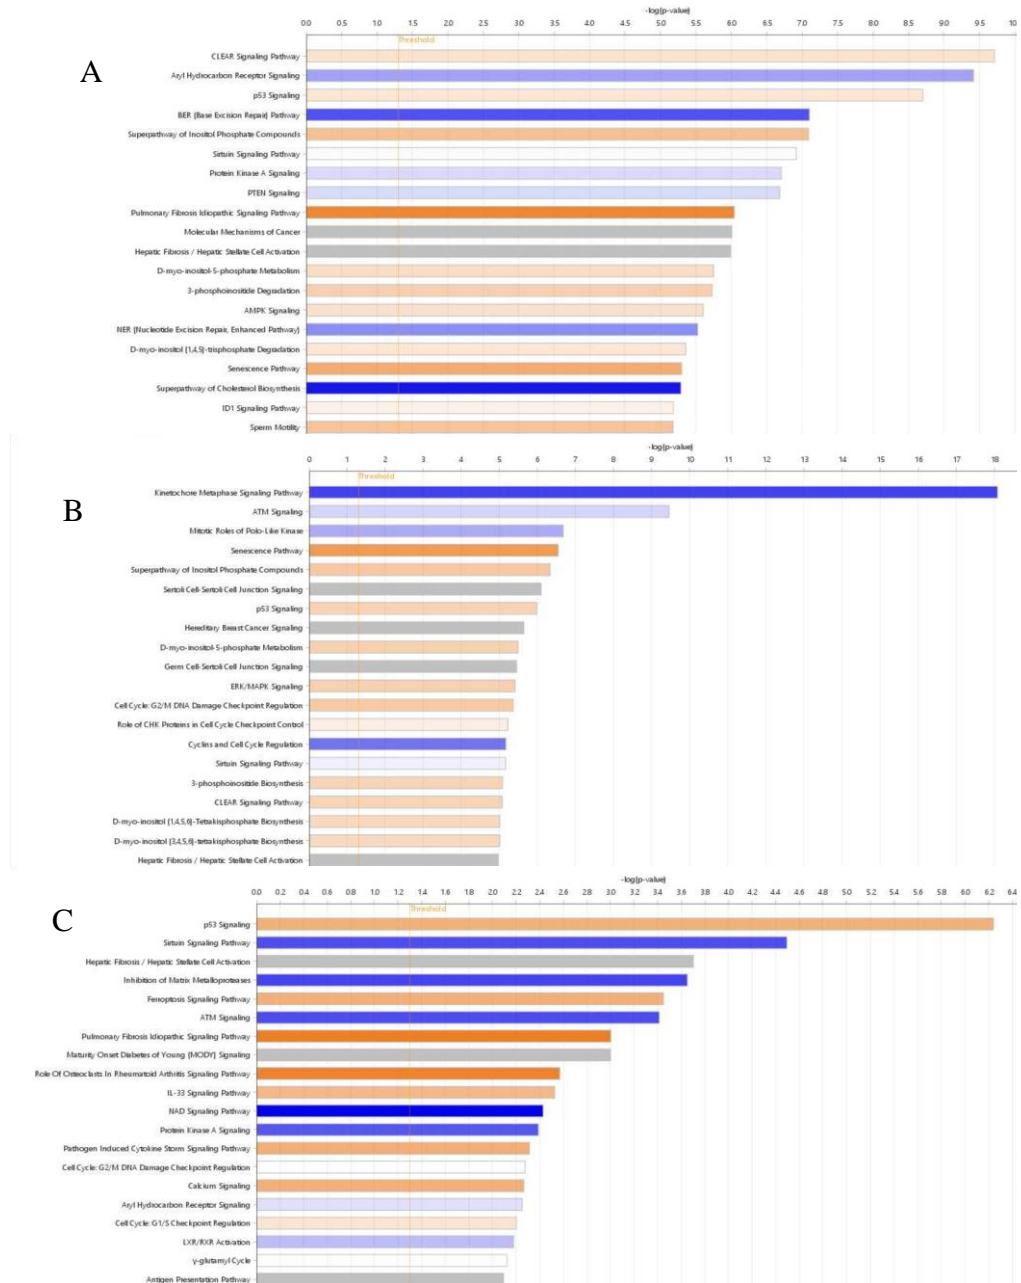 -log(p-value)
0.0 0.5 1.0 1.5 2.0 2.5 3.0 3.5 4.0 4.5 5.0 5.5 6.0 6.5 7.0 7.5 8.0 8.5 9.0 9.5 10
Threshold
A
CLEAR Signaling Pathway
Aryl Hydrocarbon Receptor Signaling
p53 Signaling
BER (Base Excision Repair) Pathway
Superpathway of Inositol Phosphate Compounds
Sirtuin Signaling Pathway
Protein Kinase A Signaling
PTEN Signaling
Pulmonary Fibrosis Idiopathic Signaling Pathway
Molecular Mechanisms of Cancer
Hepatic Fibrosis / Hepatic Stellate Cell Activation
D-myo-inositol-5-phosphate Metabolism
3-phosphoinositide Degradation
AMPK Signaling
NER (Nucleotide Excision Repair, Enhanced Pathway)
D-myo-inositol (1,4,5)-trisphosphate Degradation
Senescence Pathway
Superpathway of Cholesterol Biosynthesis
ID1 Signaling Pathway
Sperm Motility
-log(p-value)
0 1 2 3 4 5 6 7 8 9 10 11 12 13 14 15 16 17 18
Threshold
B
Kinetochore Metaphase Signaling Pathway
ATM Signaling
Mitotic Roles of Polo-Like Kinase
Senescence Pathway
Superpathway of Inositol Phosphate Compounds
Sertoli Cell-Sertoli Cell Junction Signaling
p53 Signaling
Hereditary Breast Cancer Signaling
D-myo-inositol-5-phosphate Metabolism
Germ Cell-Sertoli Cell Junction Signaling
ERK/MAPK Signaling
Cell Cycle: G2/M DNA Damage Checkpoint Regulation
Role of CHK Proteins in Cell Cycle Checkpoint Control
Cyclins and Cell Cycle Regulation
Sirtuin Signaling Pathway
3-phosphoinositide Biosynthesis
CLEAR Signaling Pathway
D-myo-inositol (1,4,5,6)-Tetrakisphosphate Biosynthesis
D-myo-inositol (3,4,5,6)-tetrakisphosphate Biosynthesis
Hepatic Fibrosis / Hepatic Stellate Cell Activation
-log(p-value)
0.0 0.2 0.4 0.6 0.8 1.0 1.2 1.4 1.6 1.8 2.0 2.2 2.4 2.6 2.8 3.0 3.2 3.4 3.6 3.8 4.0 4.2 4.4 4.6 4.8 5.0 5.2 5.4 5.6 5.8 6.0 6.2 6.4
Threshold
C
p53 Signaling
Sirtuin Signaling Pathway
Hepatic Fibrosis / Hepatic Stellate Cell Activation
Inhibition of Matrix Metalloproteases
Ferroptosis Signaling Pathway
ATM Signaling
Pulmonary Fibrosis Idiopathic Signaling Pathway
Maturity Onset Diabetes of Young (MODY) Signaling
Role Of Osteoclasts In Rheumatoid Arthritis Signaling Pathway
IL-33 Signaling Pathway
NAD Signaling Pathway
Protein Kinase A Signaling
Pathogen Induced Cytokine Storm Signaling Pathway
Cell Cycle: G2/M DNA Damage Checkpoint Regulation
Calcium Signaling
Aryl Hydrocarbon Receptor Signaling
Cell Cycle: G1/S Checkpoint Regulation
LXR/RXR Activation
γ-glutamyl Cycle
Antigen Presentation Pathway